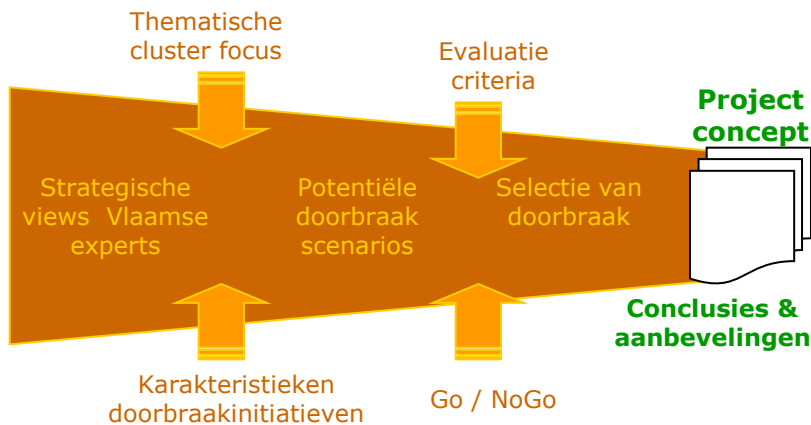 Thematische
cluster focus
Evaluatie
criteria
Project
concept
Strategische
views Vlaamse
experts
Potentiële
doorbraak
scenarios
Selectie van
doorbraak
Conclusies &
aanbevelingen
Karakteristieken
doorbraakinitiatieven
Go / NoGo